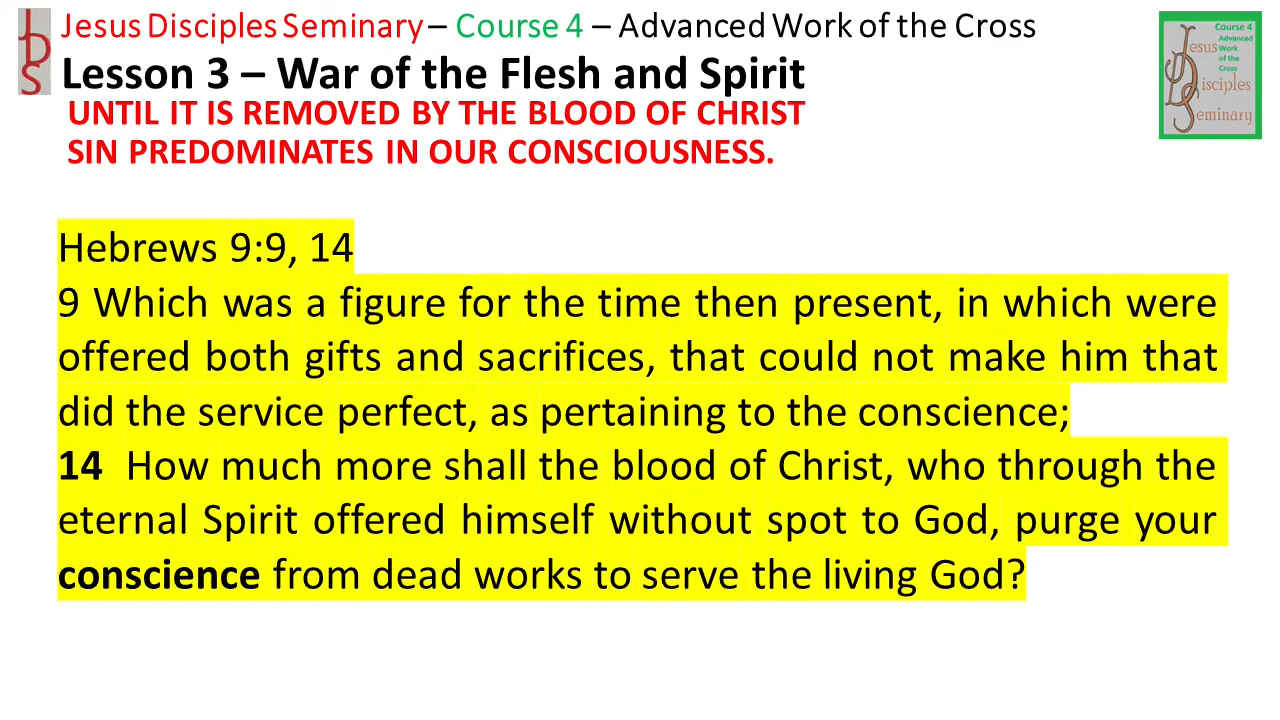 JDS
Jesus Disciples Seminary – Course 4 – Advanced Work of the Cross
Lesson 3 – War of the Flesh and Spirit
UNTIL IT IS REMOVED BY THE BLOOD OF CHRIST
SIN PREDOMINATES IN OUR CONSCIOUSNESS.
Course 4
Advanced
Work
of the
Cross
Jesus
Disciples
Seminary
Hebrews 9:9, 14
9 Which was a figure for the time then present, in which were
offered both gifts and sacrifices, that could not make him that
did the service perfect, as pertaining to the conscience;
14 How much more shall the blood of Christ, who through the
eternal Spirit offered himself without spot to God, purge your
conscience from dead works to serve the living God?